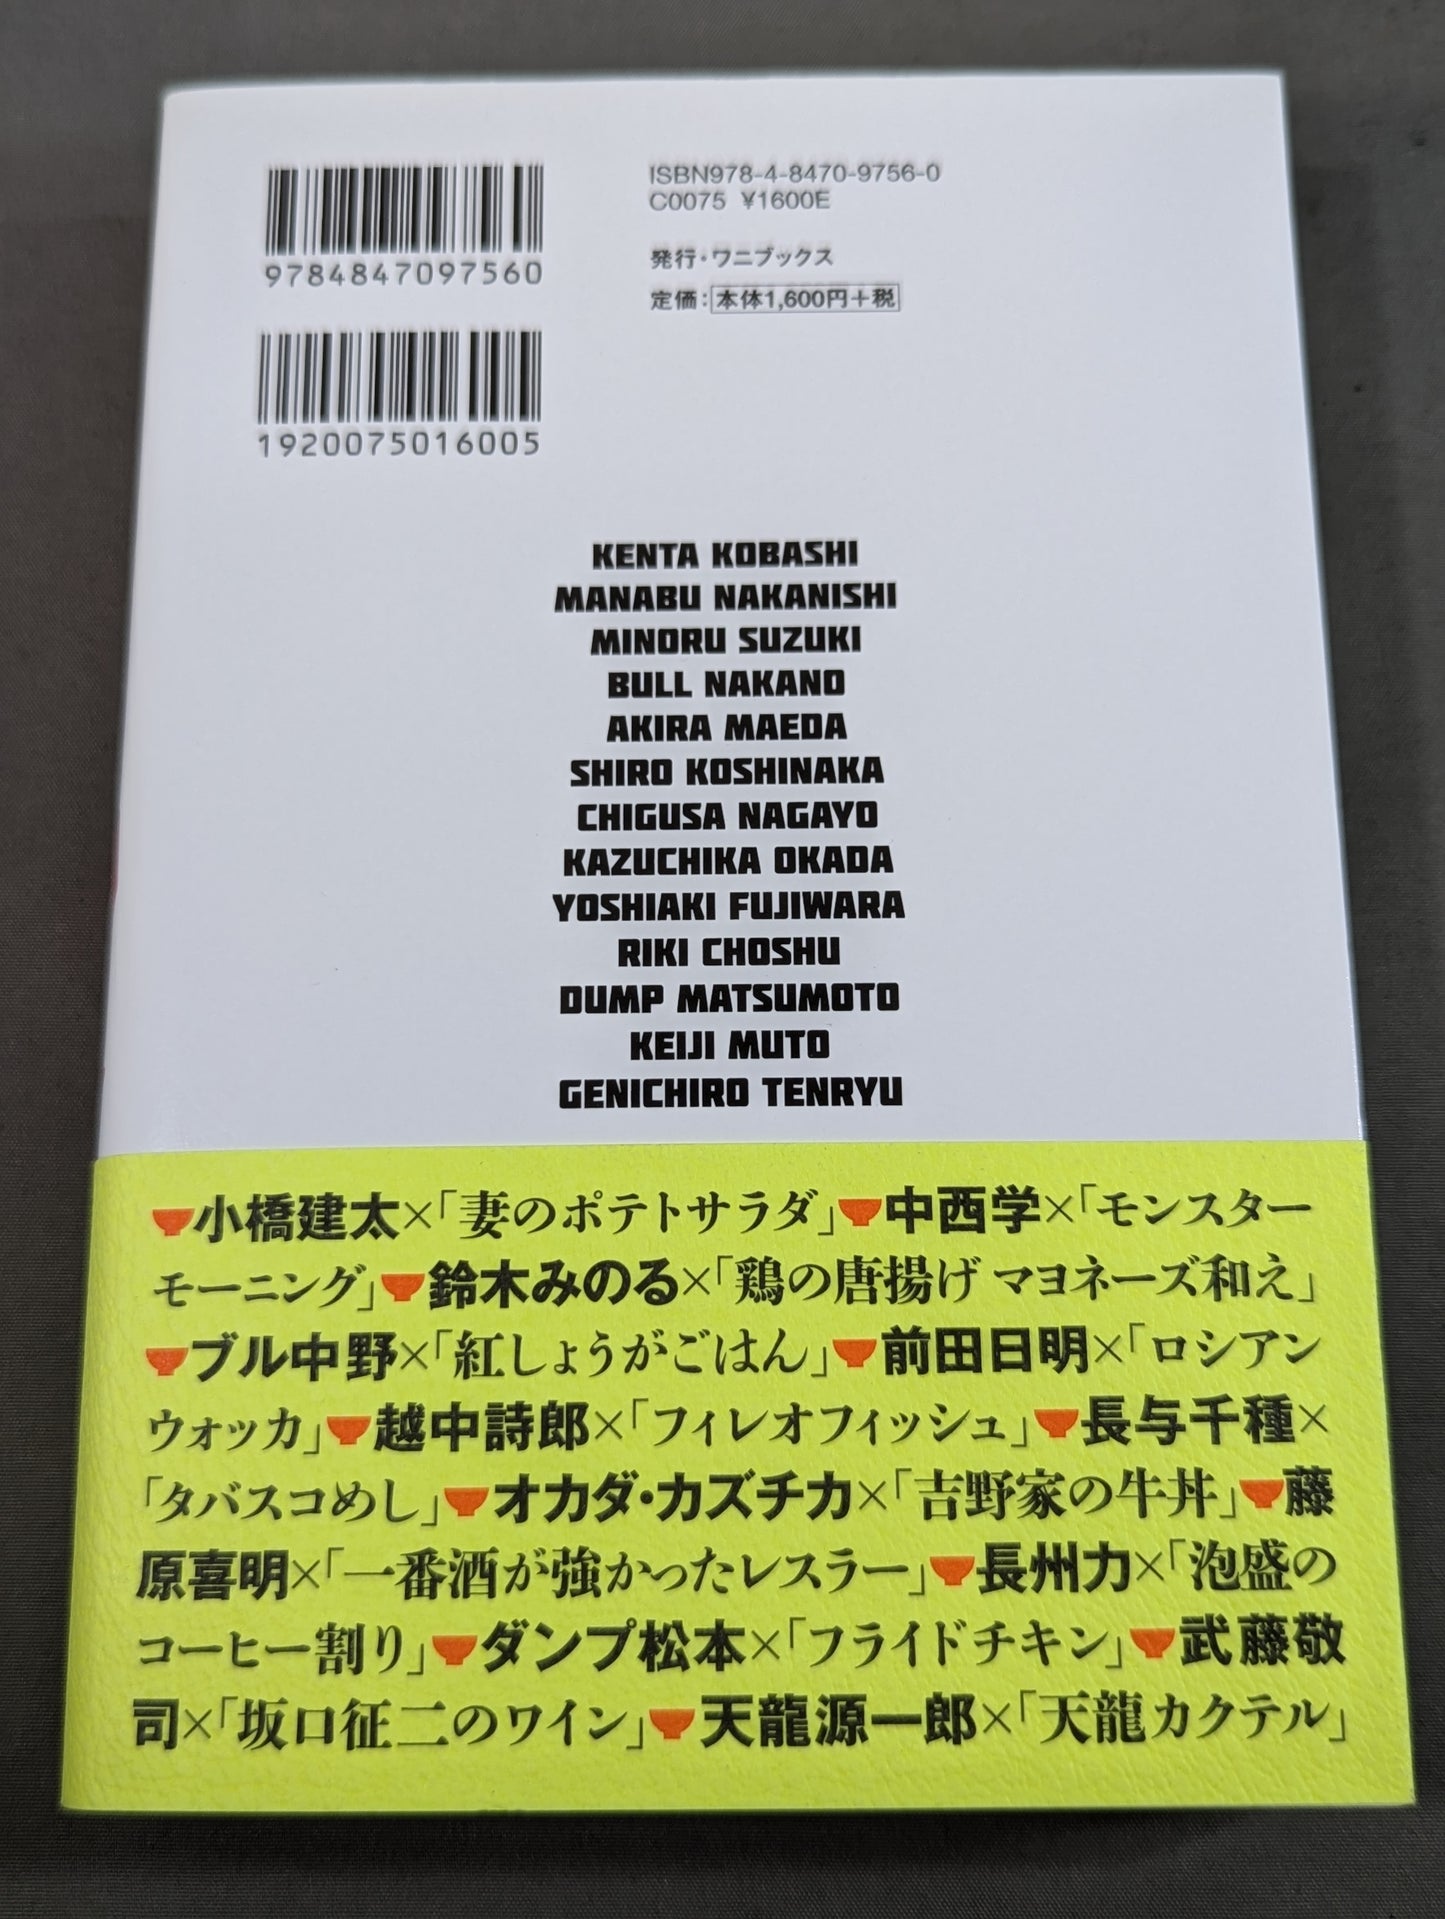 ISBN978-4-8470-9756-0
C0075 ¥1600E
9784847097560
発行・ワニブックス
定価：本体1,600円+税
1920075016005
KENTA KOBASHI
MANABU NAKANISHI
MINORU SUZUKI
BULL NAKANO
AKIRA MAEDA
SHIRO KOSHINAKA
CHIGUSA NAGAYO
KAZUCHIKA OKADA
YOSHIAKI FUJIWARA
RIKI CHOSHU
DUMP MATSUMOTO
KEIJI MUTO
GENICHIRO TENRYU
小橋建太×「妻のポテトサラダ」中西学×「モンスター
モーニング」鈴木みのる×「鶏の唐揚げ マヨネーズ和え」
ブル中野×「紅しょうがごはん」前田日明×「ロシアン
ウォッカ」越中詩郎×「フィレオフィッシュ」長与千種×
「タバスコめし」オカダ・カズチカ×「吉野家の牛丼」藤
原喜明×「一番酒が強かったレスラー」長州力×「泡盛の
コーヒー割り」ダンプ松本×「フライドチキン」武藤敬
司×「坂口征二のワイン」天龍源一郎×「天龍カクテル」